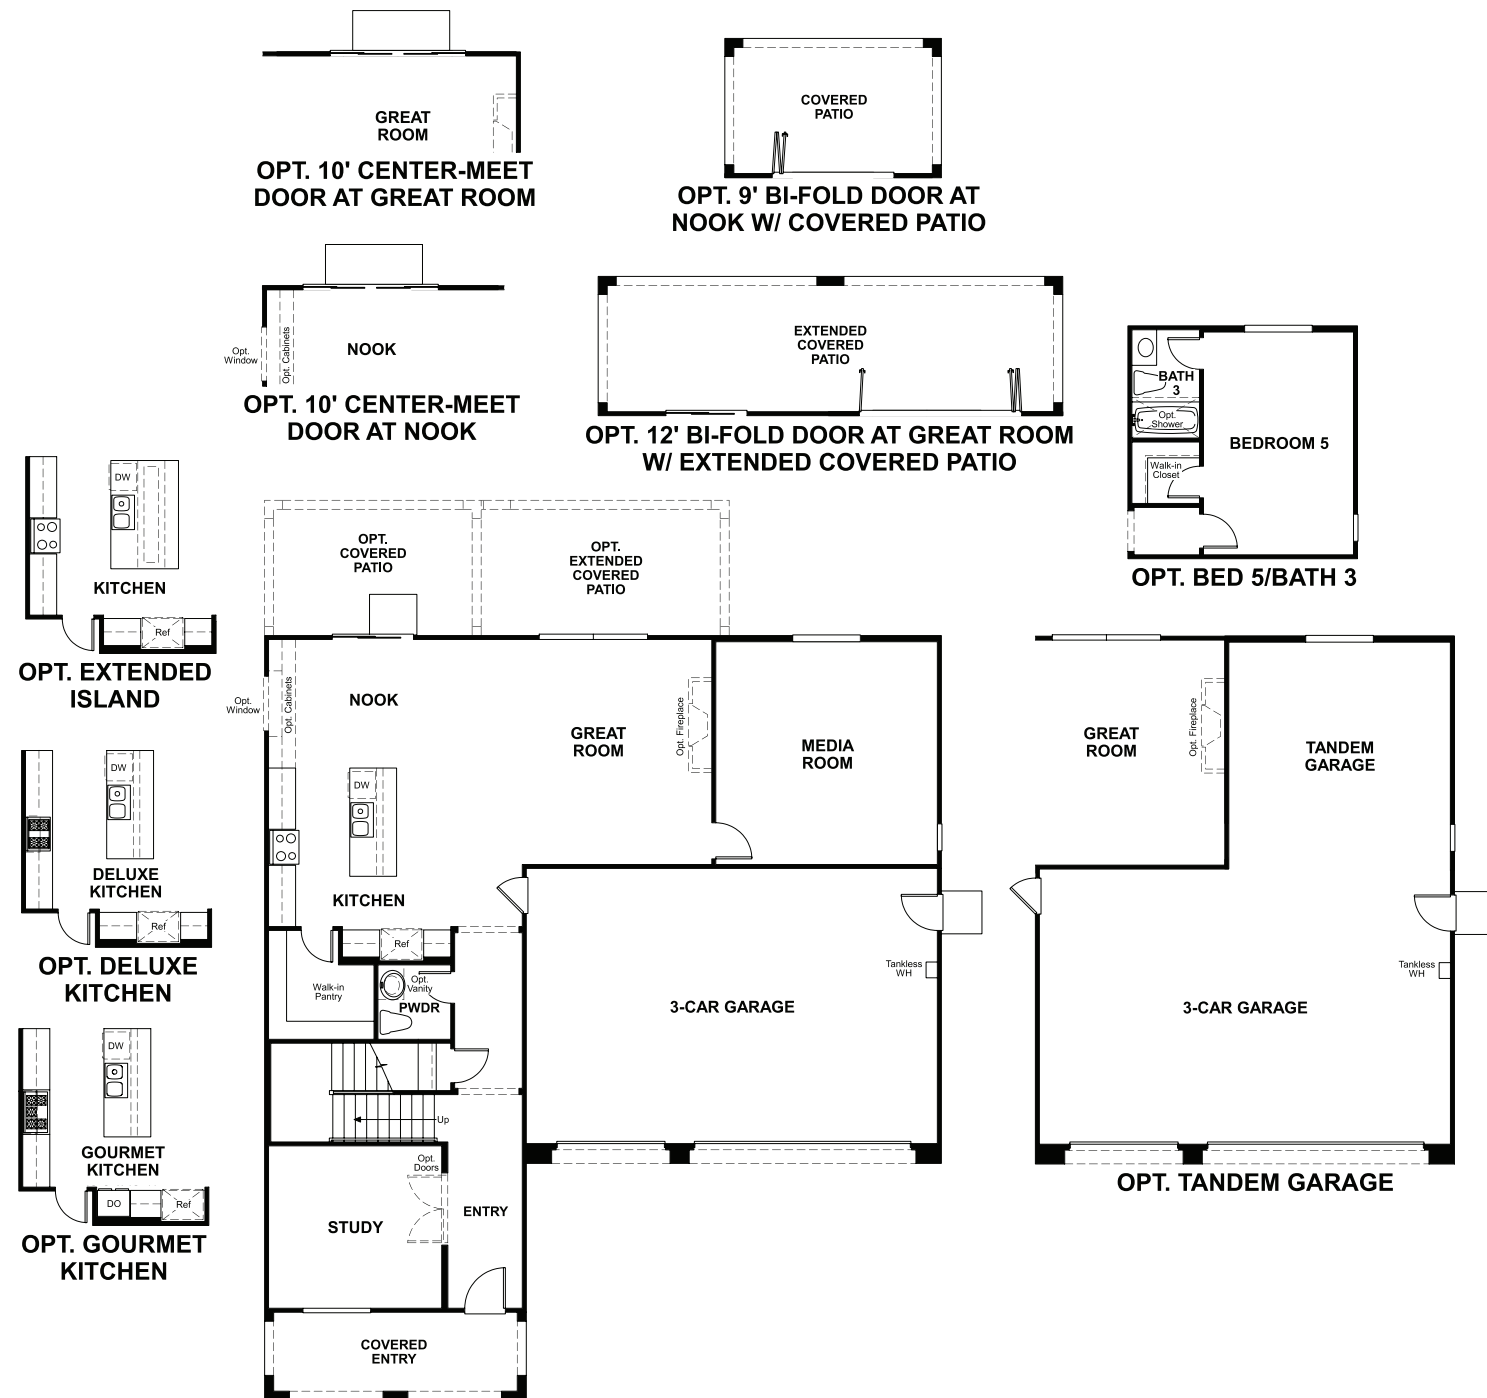 GREAT
ROOM
OPT. 10' CENTER-MEET
DOOR AT GREAT ROOM
COVERED
PATIO
OPT. 9' BI-FOLD DOOR AT
NOOK W/ COVERED PATIO
Opt.
Window
Opt. Cabinets
NOOK
OPT. 10' CENTER-MEET
DOOR AT NOOK
EXTENDED
COVERED
PATIO
OPT. 12' BI-FOLD DOOR AT GREAT ROOM
W/ EXTENDED COVERED PATIO
BATH
3
Opt.
Shower
BEDROOM 5
Walk-in
Closet
OPT. BED 5/BATH 3
DW
KITCHEN
Ref
OPT. EXTENDED
ISLAND
DW
DELUXE
KITCHEN
Ref
OPT. DELUXE
KITCHEN
DW
GOURMET
KITCHEN
DO
Ref
OPT. GOURMET
KITCHEN
OPT.
COVERED
PATIO
OPT.
EXTENDED
COVERED
PATIO
Opt.
Window
Opt. Cabinets
NOOK
GREAT
ROOM
Opt. Fireplace
MEDIA
ROOM
DW
KITCHEN
Ref
Walk-in
Pantry
Opt.
Vanity
PWDR
Tankless
WH
3-CAR GARAGE
Up
Opt.
Doors
STUDY
ENTRY
COVERED
ENTRY
GREAT
ROOM
Opt. Fireplace
TANDEM
GARAGE
Tankless
WH
3-CAR GARAGE
OPT. TANDEM GARAGE